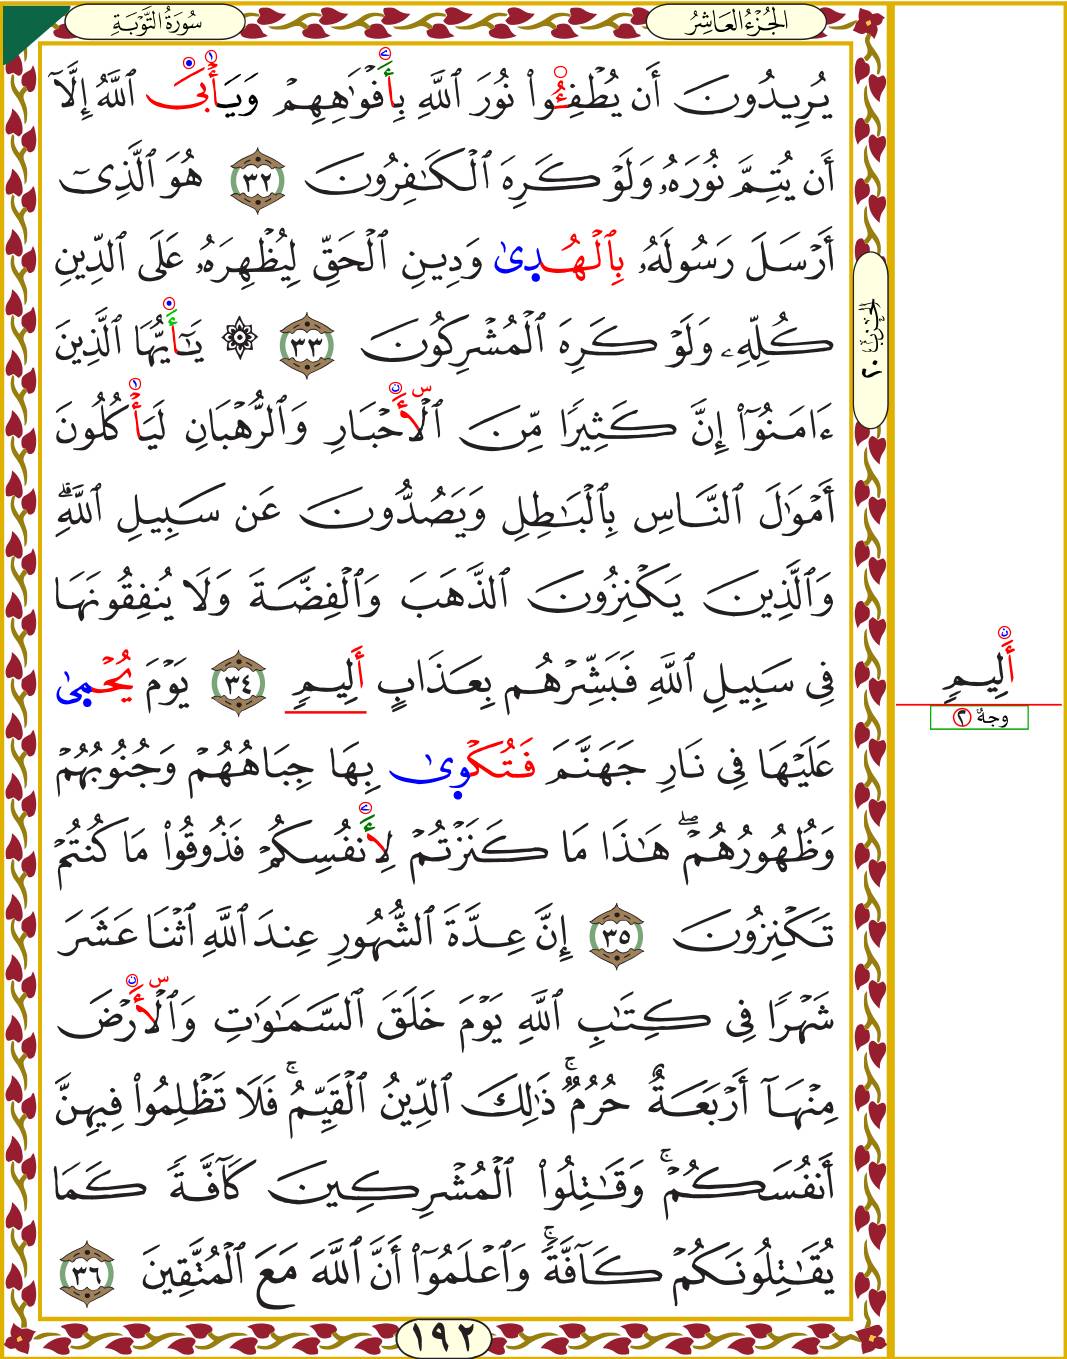 سُورَةُ التَّوْبَةِ
الجُزْءُ العَاشِرُ
يُرِيدُونَ أَن يُطْفِـُٔوا۟ نُورَ ٱللَّهِ بِأَفْوَٰهِهِمْ وَيَأْبَى ٱللَّهُ إِلَّآ
أَن يُتِمَّ نُورَهُۥ وَلَوْ كَرِهَ ٱلْكَـٰفِرُونَ ٣٢ هُوَ ٱلَّذِىٓ
أَرْسَلَ رَسُولَهُۥ بِٱلْهُدَىٰ وَدِينِ ٱلْحَقِّ لِيُظْهِرَهُۥ عَلَى ٱلدِّينِ
كُلِّهِۦ وَلَوْ كَرِهَ ٱلْمُشْرِكُونَ ٣٣ ۞ يَـٰٓأَيُّهَا ٱلَّذِينَ
ءَامَنُوٓا۟ إِنَّ كَثِيرًا مِّنَ ٱلْأَحْبَارِ وَٱلرُّهْبَانِ لَيَأْكُلُونَ
أَمْوَٰلَ ٱلنَّاسِ بِٱلْبَـٰطِلِ وَيَصُدُّونَ عَن سَبِيلِ ٱللَّهِ ۗ
وَٱلَّذِينَ يَكْنِزُونَ ٱلذَّهَبَ وَٱلْفِضَّةَ وَلَا يُنفِقُونَهَا
فِى سَبِيلِ ٱللَّهِ فَبَشِّرْهُم بِعَذَابٍ أَلِيمٍ ٣٤ يَوْمَ يُحْمَىٰ
عَلَيْهَا فِى نَارِ جَهَنَّمَ فَتُكْوَىٰ بِهَا جِبَاهُهُمْ وَجُنُوبُهُمْ
وَظُهُورُهُمْ ۖ هَـٰذَا مَا كَنَزْتُمْ لِأَنفُسِكُمْ فَذُوقُوا۟ مَا كُنتُمْ
تَكْنِزُونَ ٣٥ إِنَّ عِدَّةَ ٱلشُّهُورِ عِندَ ٱللَّهِ ٱثْنَا عَشَرَ
شَهْرًا فِى كِتَـٰبِ ٱللَّهِ يَوْمَ خَلَقَ ٱلسَّمَـٰوَٰتِ وَٱلْأَرْضَ
مِنْهَآ أَرْبَعَةٌ حُرُمٌ ۚ ذَٰلِكَ ٱلدِّينُ ٱلْقَيِّمُ ۚ فَلَا تَظْلِمُوا۟ فِيهِنَّ
أَنفُسَكُمْ ۚ وَقَـٰتِلُوا۟ ٱلْمُشْرِكِينَ كَآفَّةً كَمَا
يُقَـٰتِلُونَكُمْ كَآفَّةً ۚ وَٱعْلَمُوٓا۟ أَنَّ ٱللَّهَ مَعَ ٱلْمُتَّقِينَ ٣٦
١٩٢
الحِزْبُ ٢٠
أَلِيمٍ
وجهٌ ٢